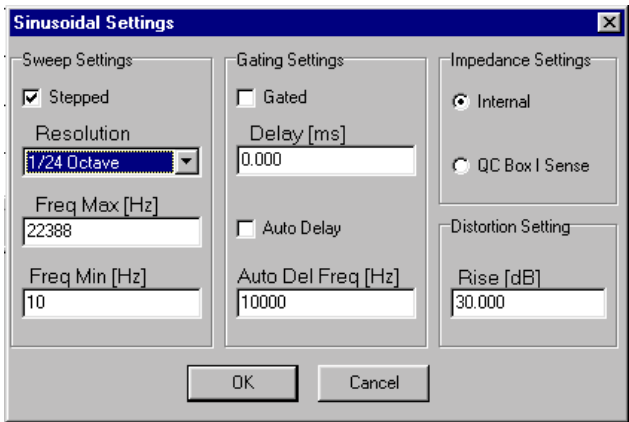 Sinusoidal Settings
Sweep Settings
Stepped
Resolution
1/24 Octave
Freq Max [Hz]
22388
Freq Min [Hz]
10
Gating Settings
Gated
Delay [ms]
0.000
Auto Delay
Auto Del Freq [Hz]
10000
Impedance Settings
Internal
QC Box I Sense
Distortion Setting
Rise [dB]
30.000
OK
Cancel